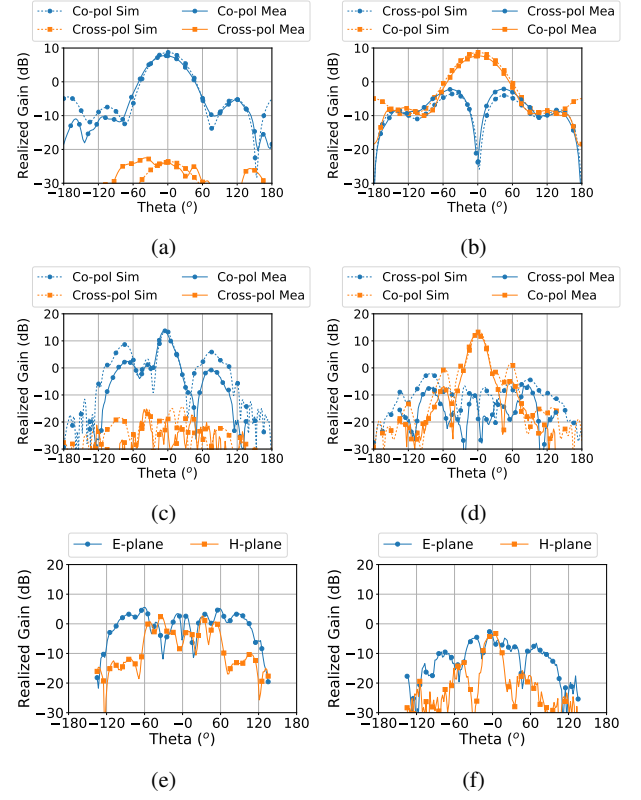 Co-pol Sim Co-pol Mea
Cross-pol Sim Cross-pol Mea
Realized Gain (dB)
10
0
−10
−20
−30
−180 −120 −60 0 60 120 180
Theta (°)
(a)
Cross-pol Sim Cross-pol Mea
Co-pol Sim Co-pol Mea
Realized Gain (dB)
10
0
−10
−20
−30
−180 −120 −60 0 60 120 180
Theta (°)
(b)
Co-pol Sim Co-pol Mea
Cross-pol Sim Cross-pol Mea
Realized Gain (dB)
20
10
0
−10
−20
−30
−180 −120 −60 0 60 120 180
Theta (°)
(c)
Cross-pol Sim Cross-pol Mea
Co-pol Sim Co-pol Mea
Realized Gain (dB)
20
10
0
−10
−20
−30
−180 −120 −60 0 60 120 180
Theta (°)
(d)
E-plane H-plane
Realized Gain (dB)
20
10
0
−10
−20
−30
−180 −120 −60 0 60 120 180
Theta (°)
(e)
E-plane H-plane
Realized Gain (dB)
20
10
0
−10
−20
−30
−180 −120 −60 0 60 120 180
Theta (°)
(f)